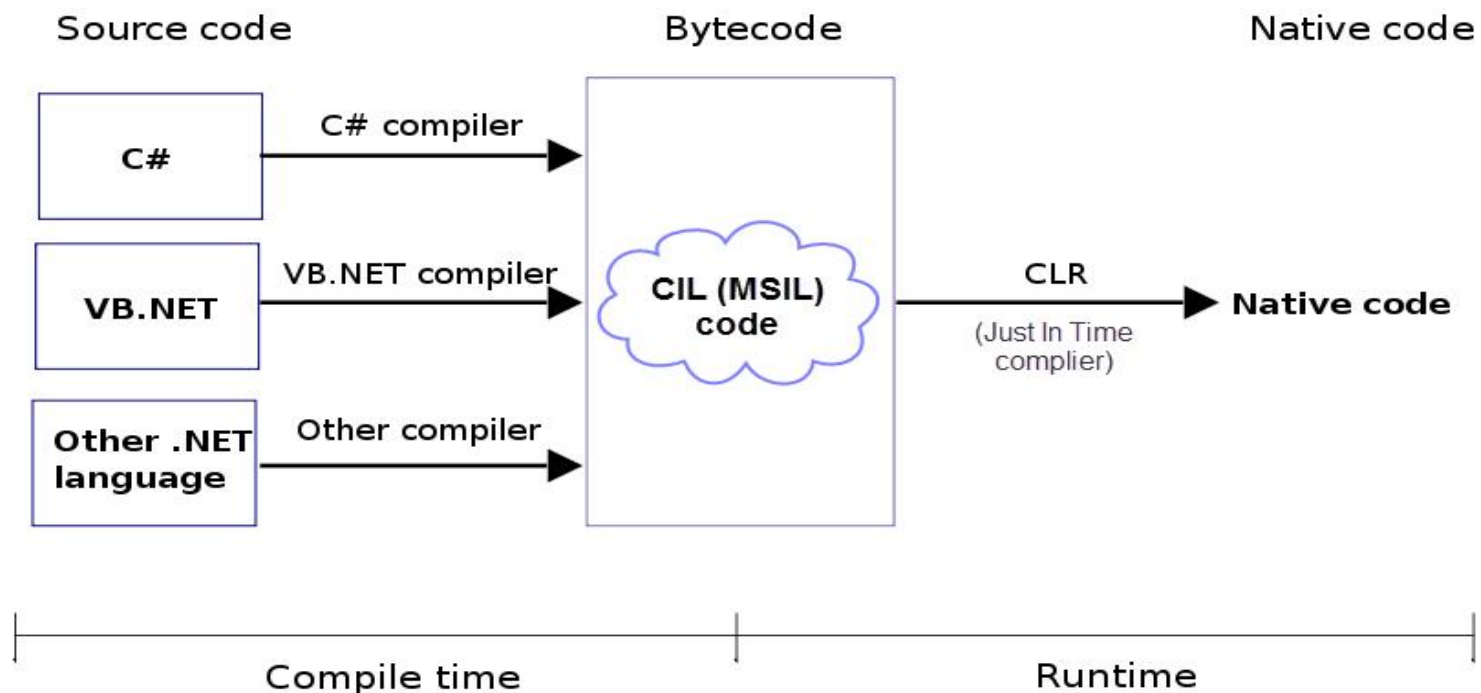 Source code
Bytecode
Native code
C#
C# compiler
VB.NET
VB.NET compiler
CIL (MSIL)
code
CLR
(Just In Time
complier)
Native code
Other .NET
language
Other compiler
Compile time
Runtime